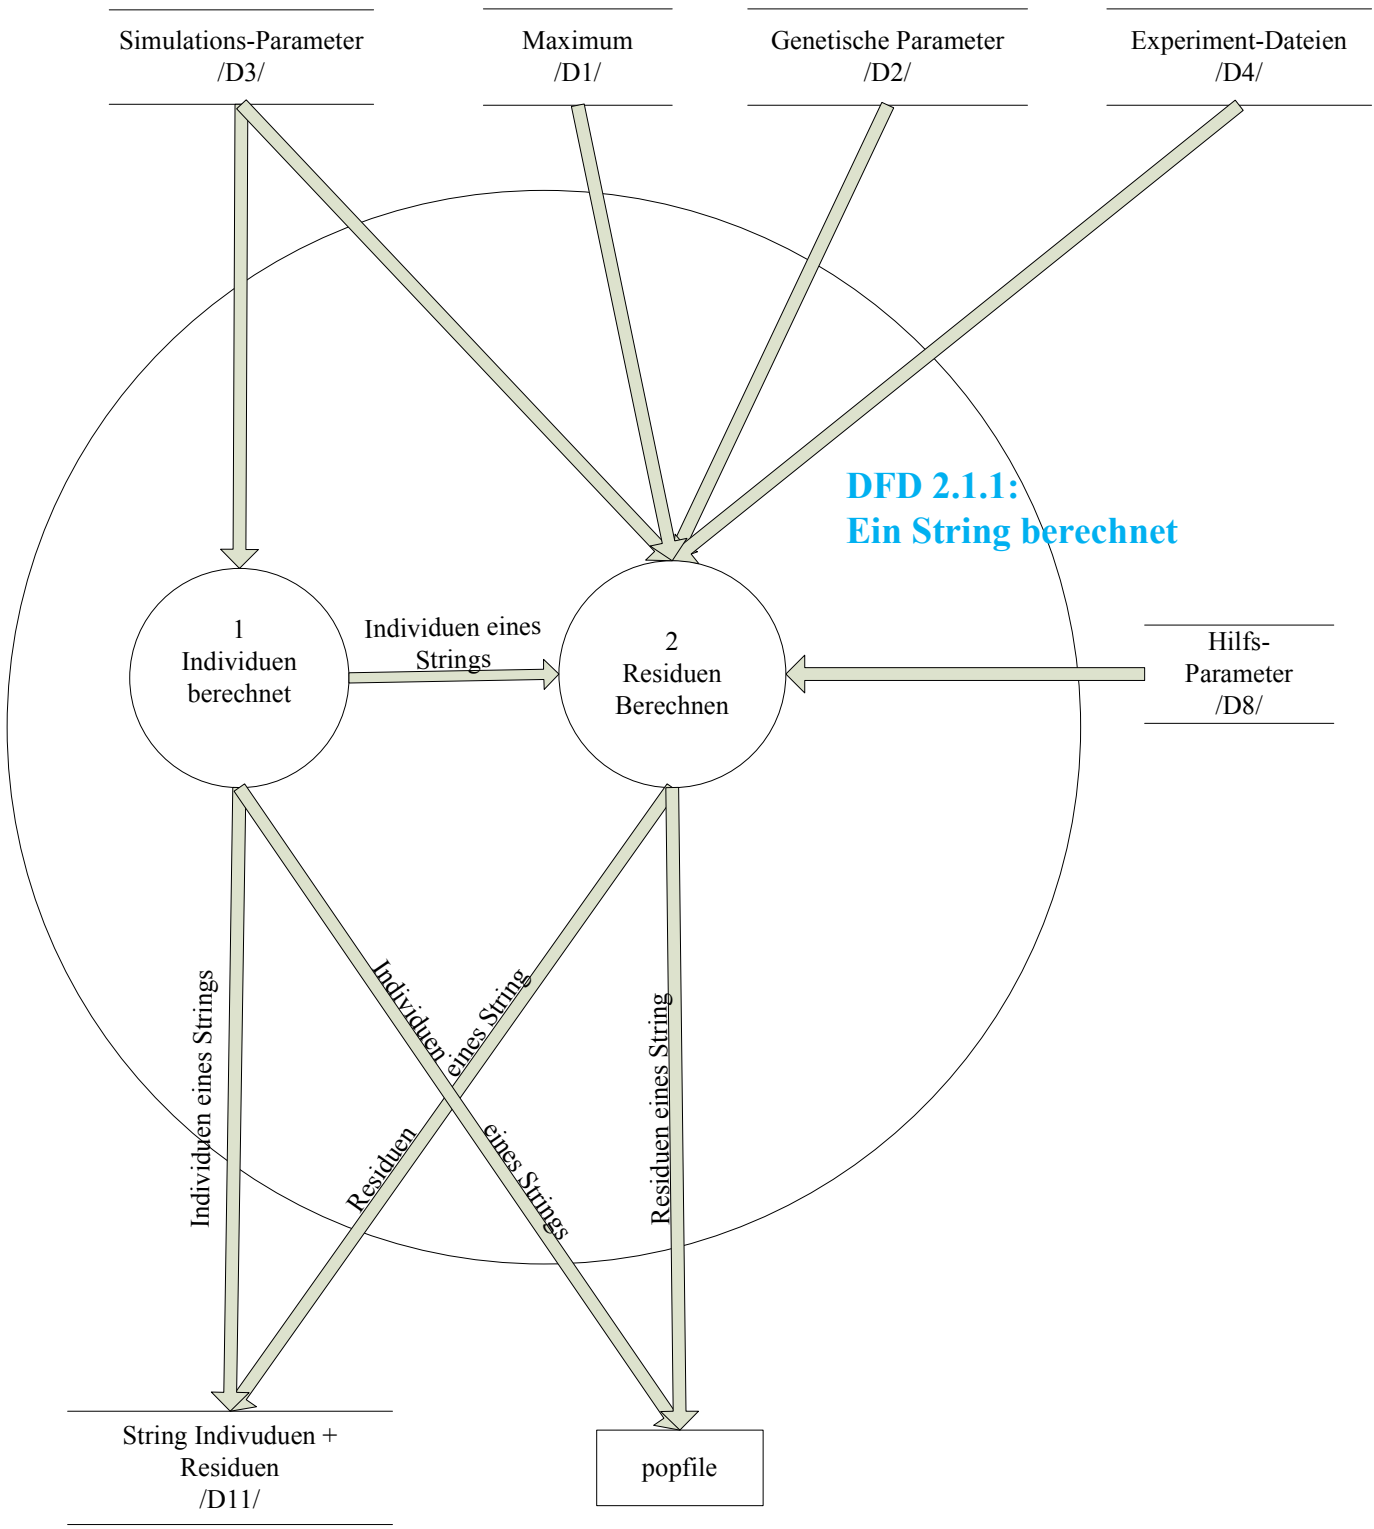 Simulations-Parameter
/D3/
Maximum
/D1/
Genetische Parameter
/D2/
Experiment-Dateien
/D4/
DFD 2.1.1:
Ein String berechnet
1
Individuen
berechnet
Individuen eines
Strings
2
Residuen
Berechnen
Hilfs-
Parameter
/D8/
Individuen eines Strings
Individuen eines Strings
Residuen eines String
Residuen eines String
String Indivuduen +
Residuen
/D11/
popfile